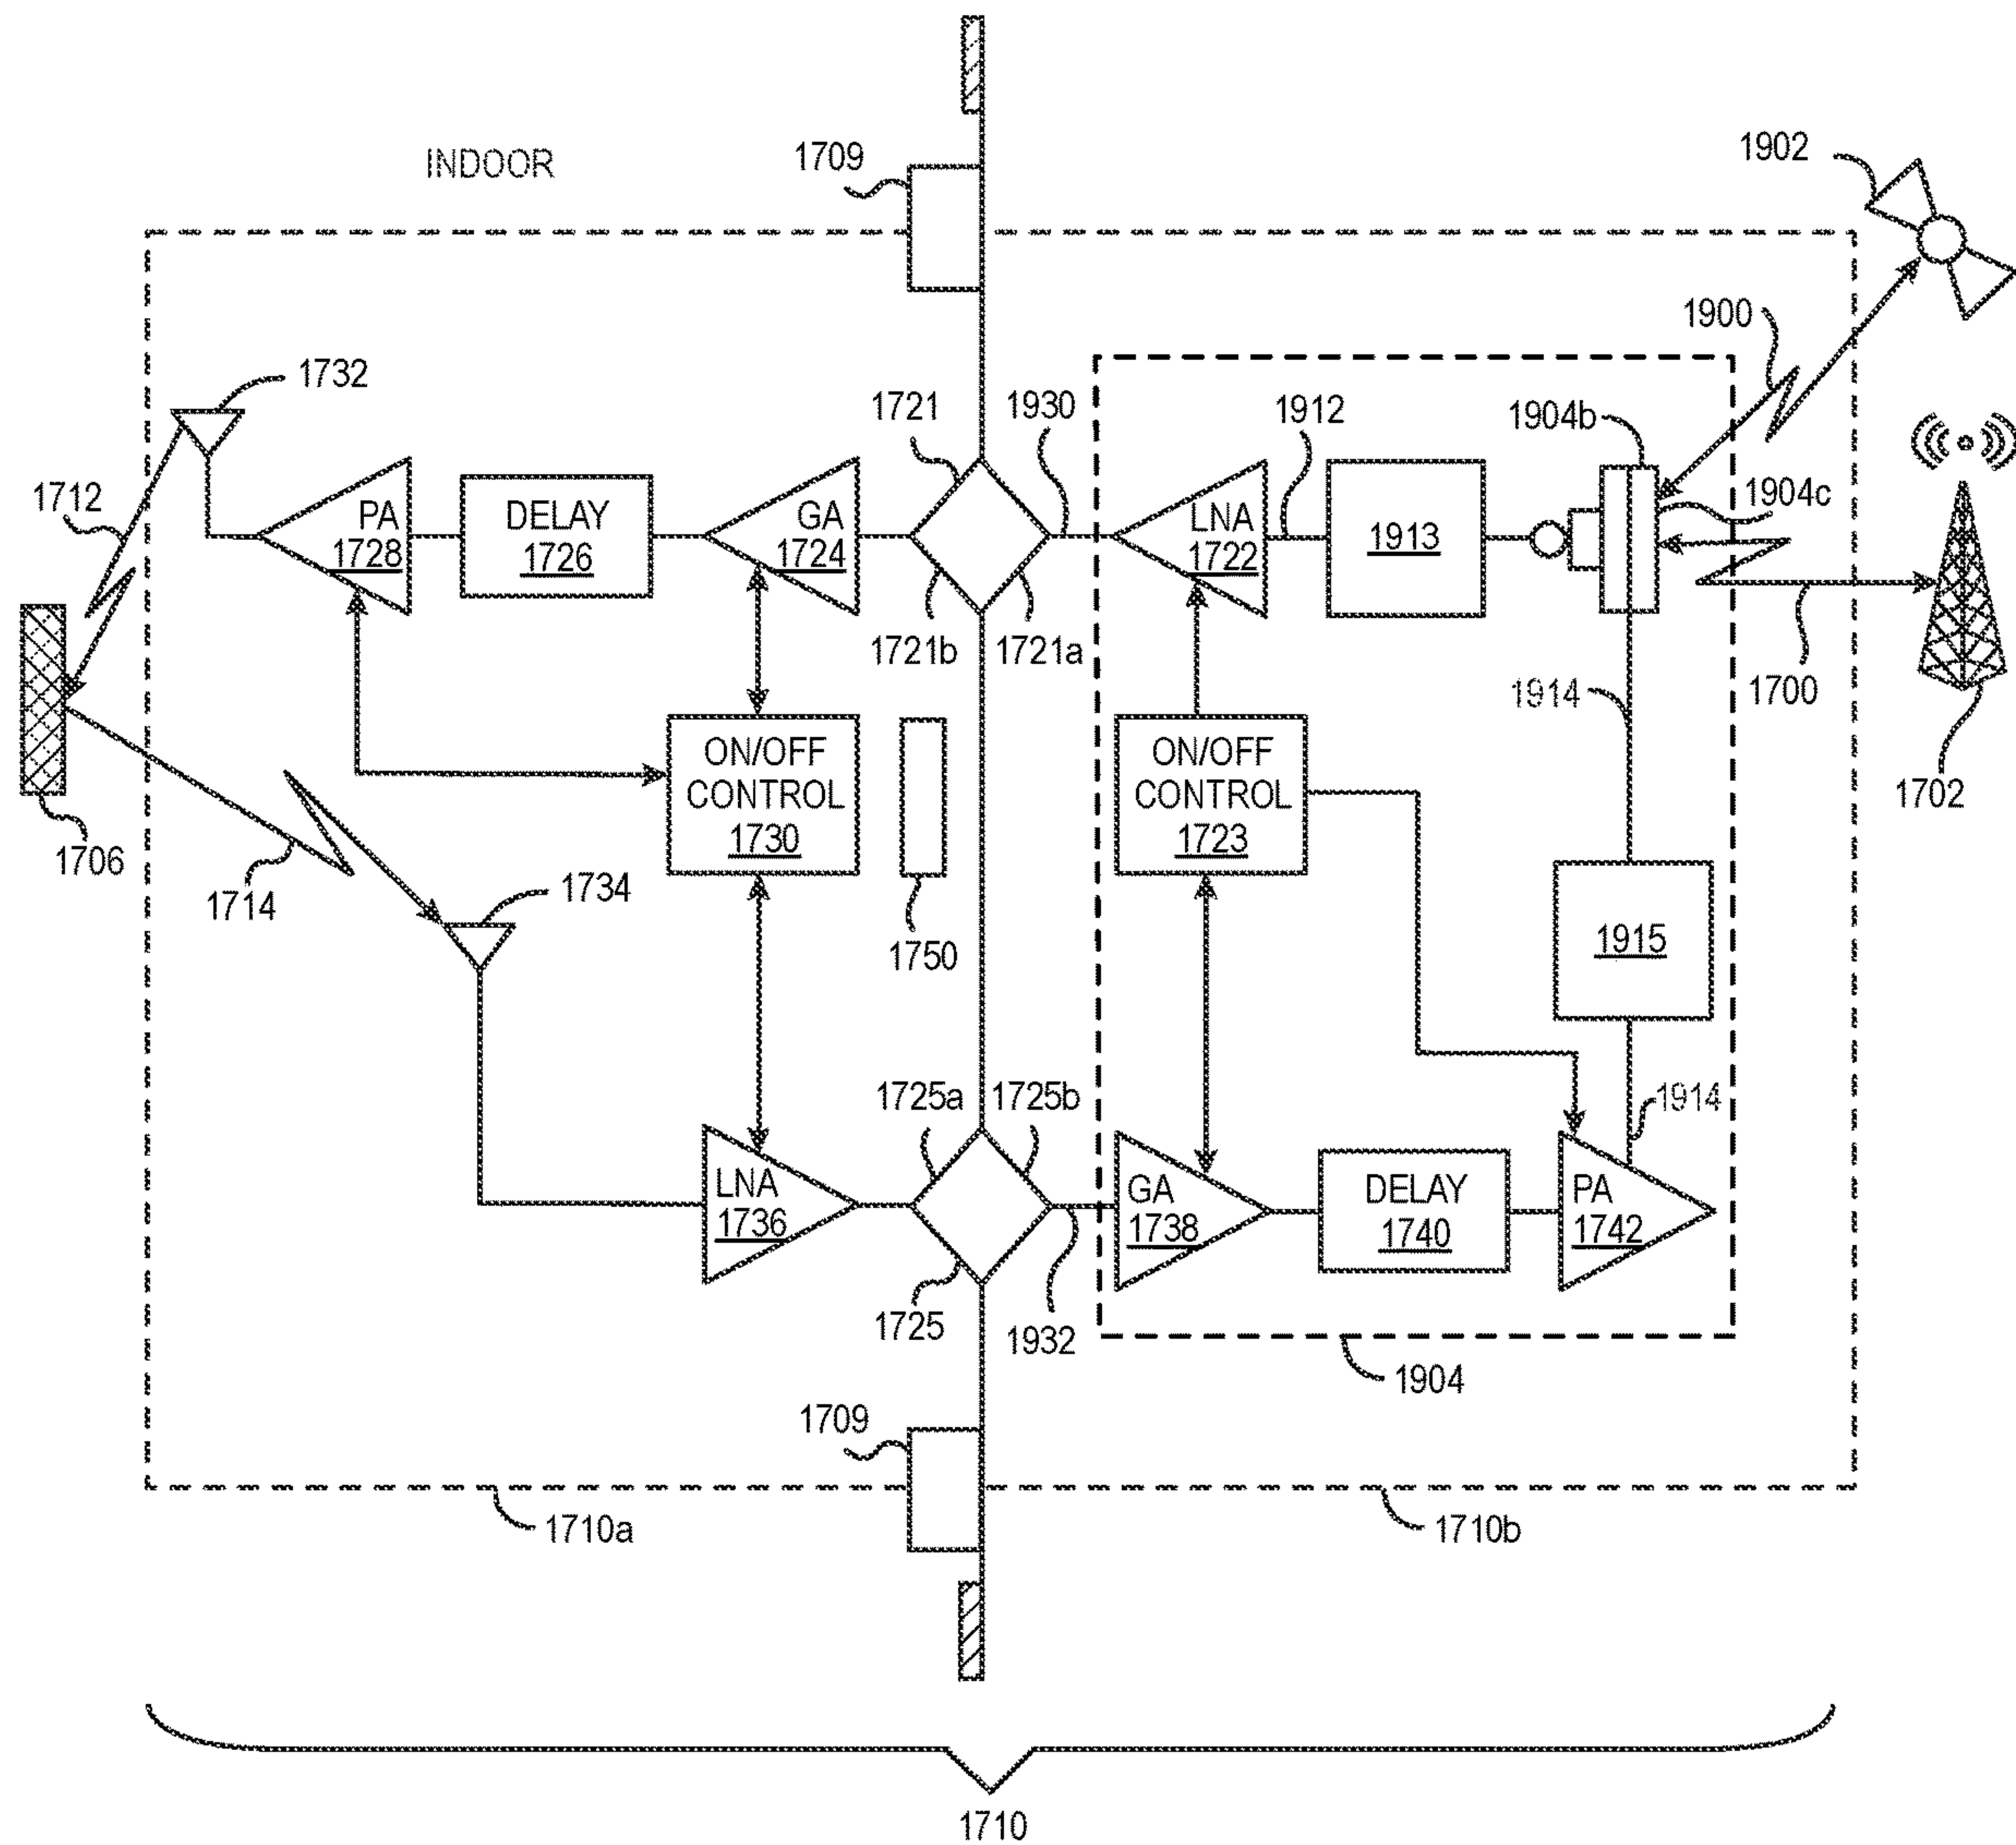 1709
1902
INDOOR
1900
1732
1721
1930
1912
1904b
1904c
1712
PA
1728
DELAY
1726
GA
1724
LNA
1722
1913
1721b
1721a
1914
1700
1702
ON/OFF
CONTROL
1730
ON/OFF
CONTROL
1723
1706
1714
1734
1750
1915
1725a
1725b
1914
LNA
1736
GA
1738
DELAY
1740
PA
1742
1725
1932
1904
1709
1710a
1710b
1710